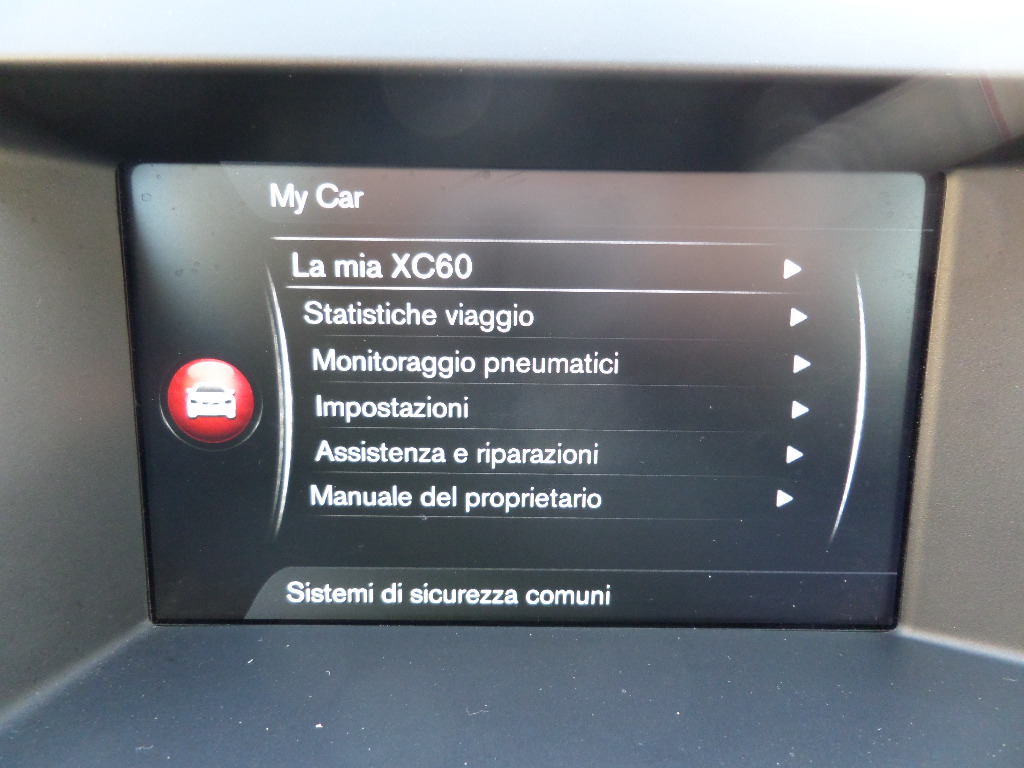 My Car
La mia XC60
Statistiche viaggio
Monitoraggio pneumatici
Impostazioni
Assistenza e riparazioni
Manuale del proprietario
Sistemi di sicurezza comuni